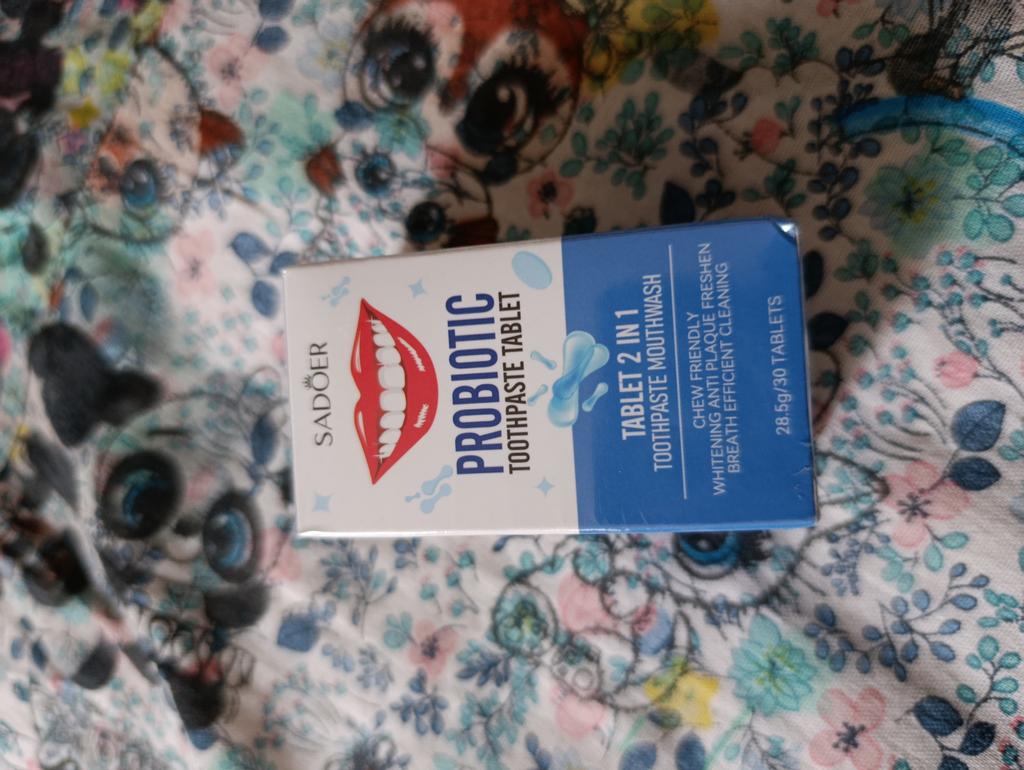 SADOER
PROBIOTIC
TOOTHPASTE TABLET
TABLET 2 IN 1
TOOTHPASTE MOUTHWASH
CHEW FRIENDLY
WHITENING ANTI PLAQUE FRESHEN
BREATH EFFICIENT CLEANING
28.5g/30 TABLETS